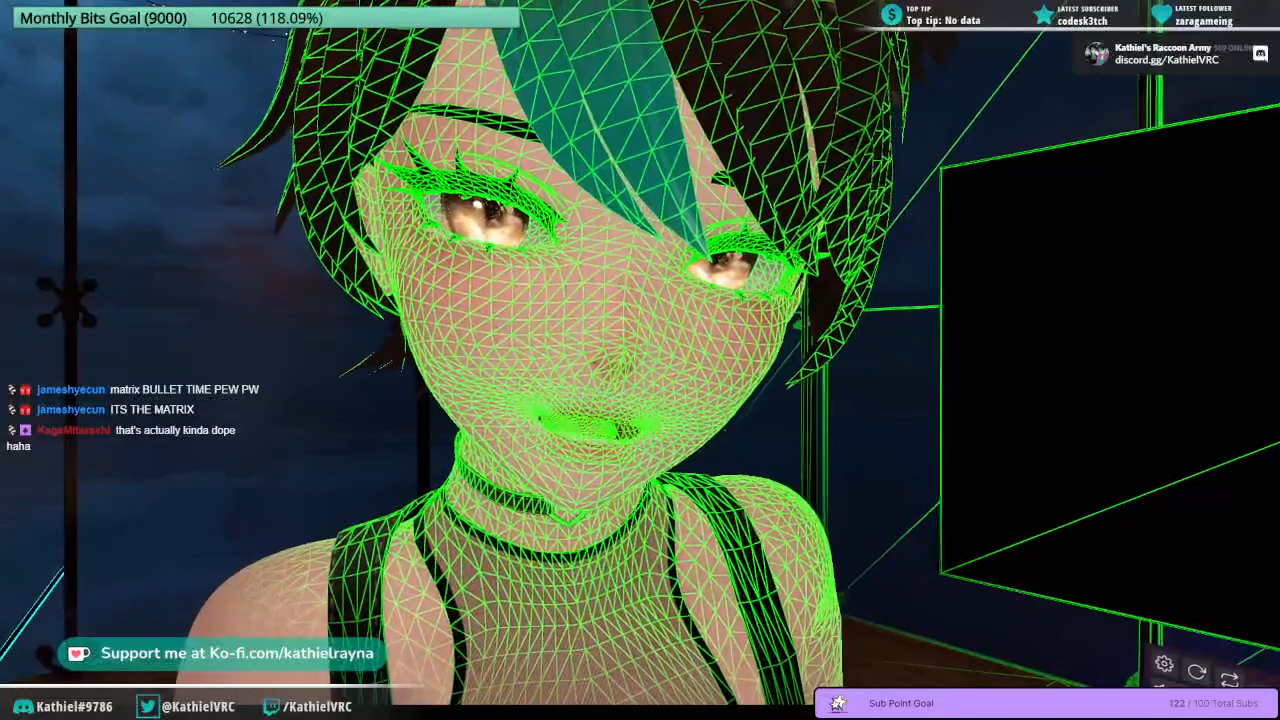 Monthly Bits Goal (9000) 10628 (118.09%)
TOP TIP
Top tip: No data
LATEST SUBSCRIBER
codesk3tch
LATEST FOLLOWER
zaragameing
Kathiel's Raccoon Army 569 ONLINE
discord.gg/KathielVRC
jameshyecun matrix BULLET TIME PEW PW
jameshyecun ITS THE MATRIX
KagaMitarashi that's actually kinda dope
haha
Support me at Ko-fi.com/kathielrayna
Kathiel#9786 @KathielVRC /KathielVRC
Sub Point Goal 122 / 100 Total Subs